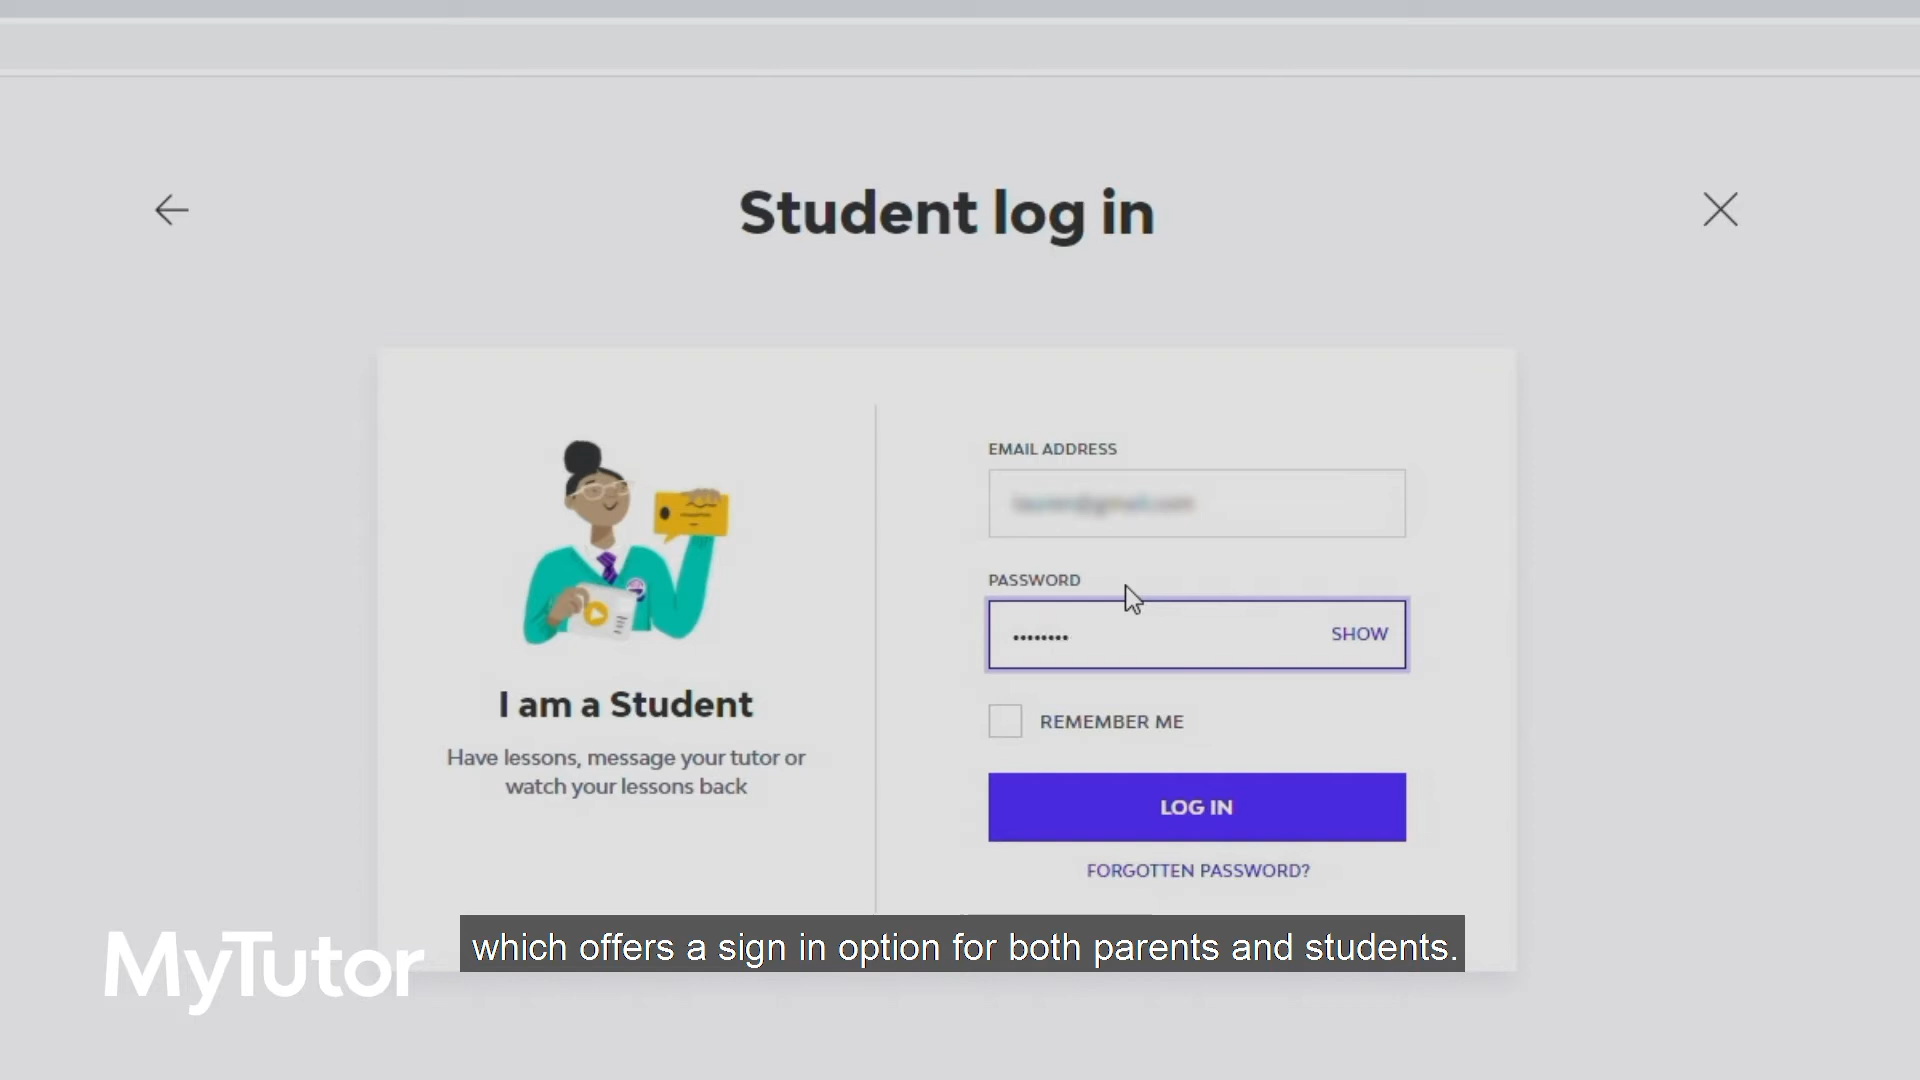 Student log in
EMAIL ADDRESS
PASSWORD
••••••••
SHOW
REMEMBER ME
LOG IN
FORGOTTEN PASSWORD?
I am a Student
Have lessons, message your tutor or
watch your lessons back
MyTutor
which offers a sign in option for both parents and students.